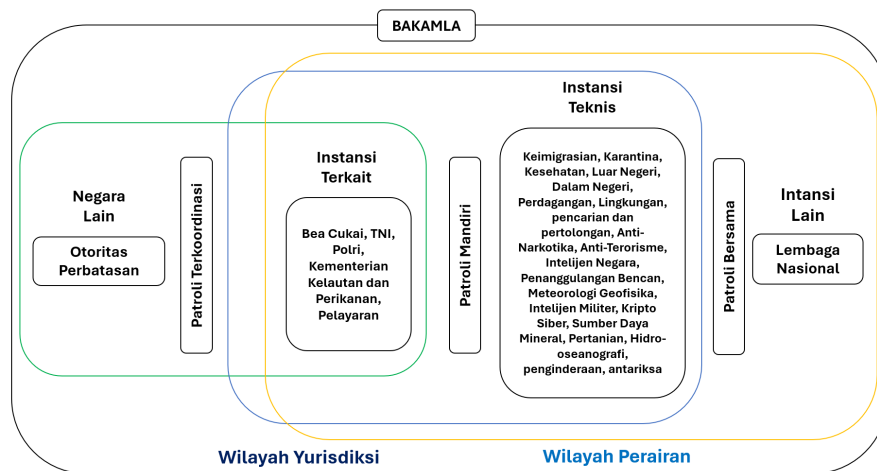 BAKAMLA
Negara
Lain
Otoritas
Perbatasan
Patroli Terkoordinasi
Instansi
Terkait
Bea Cukai, TNI,
Polri,
Kementerian
Kelautan dan
Perikanan,
Pelayaran
Patroli Mandiri
Instansi
Teknis
Keimigrasian, Karantina,
Kesehatan, Luar Negeri,
Dalam Negeri,
Perdagangan, Lingkungan,
pencarian dan
pertolongan, Anti-
Narkotika, Anti-Terorisme,
Intelijen Negara,
Penanggulangan Bencan,
Meteorologi Geofisika,
Intelijen Militer, Kripto
Siber, Sumber Daya
Mineral, Pertanian, Hidro-
oseanografi,
penginderaan, antariksa
Patroli Bersama
Intansi
Lain
Lembaga
Nasional
Wilayah Yurisdiksi
Wilayah Perairan